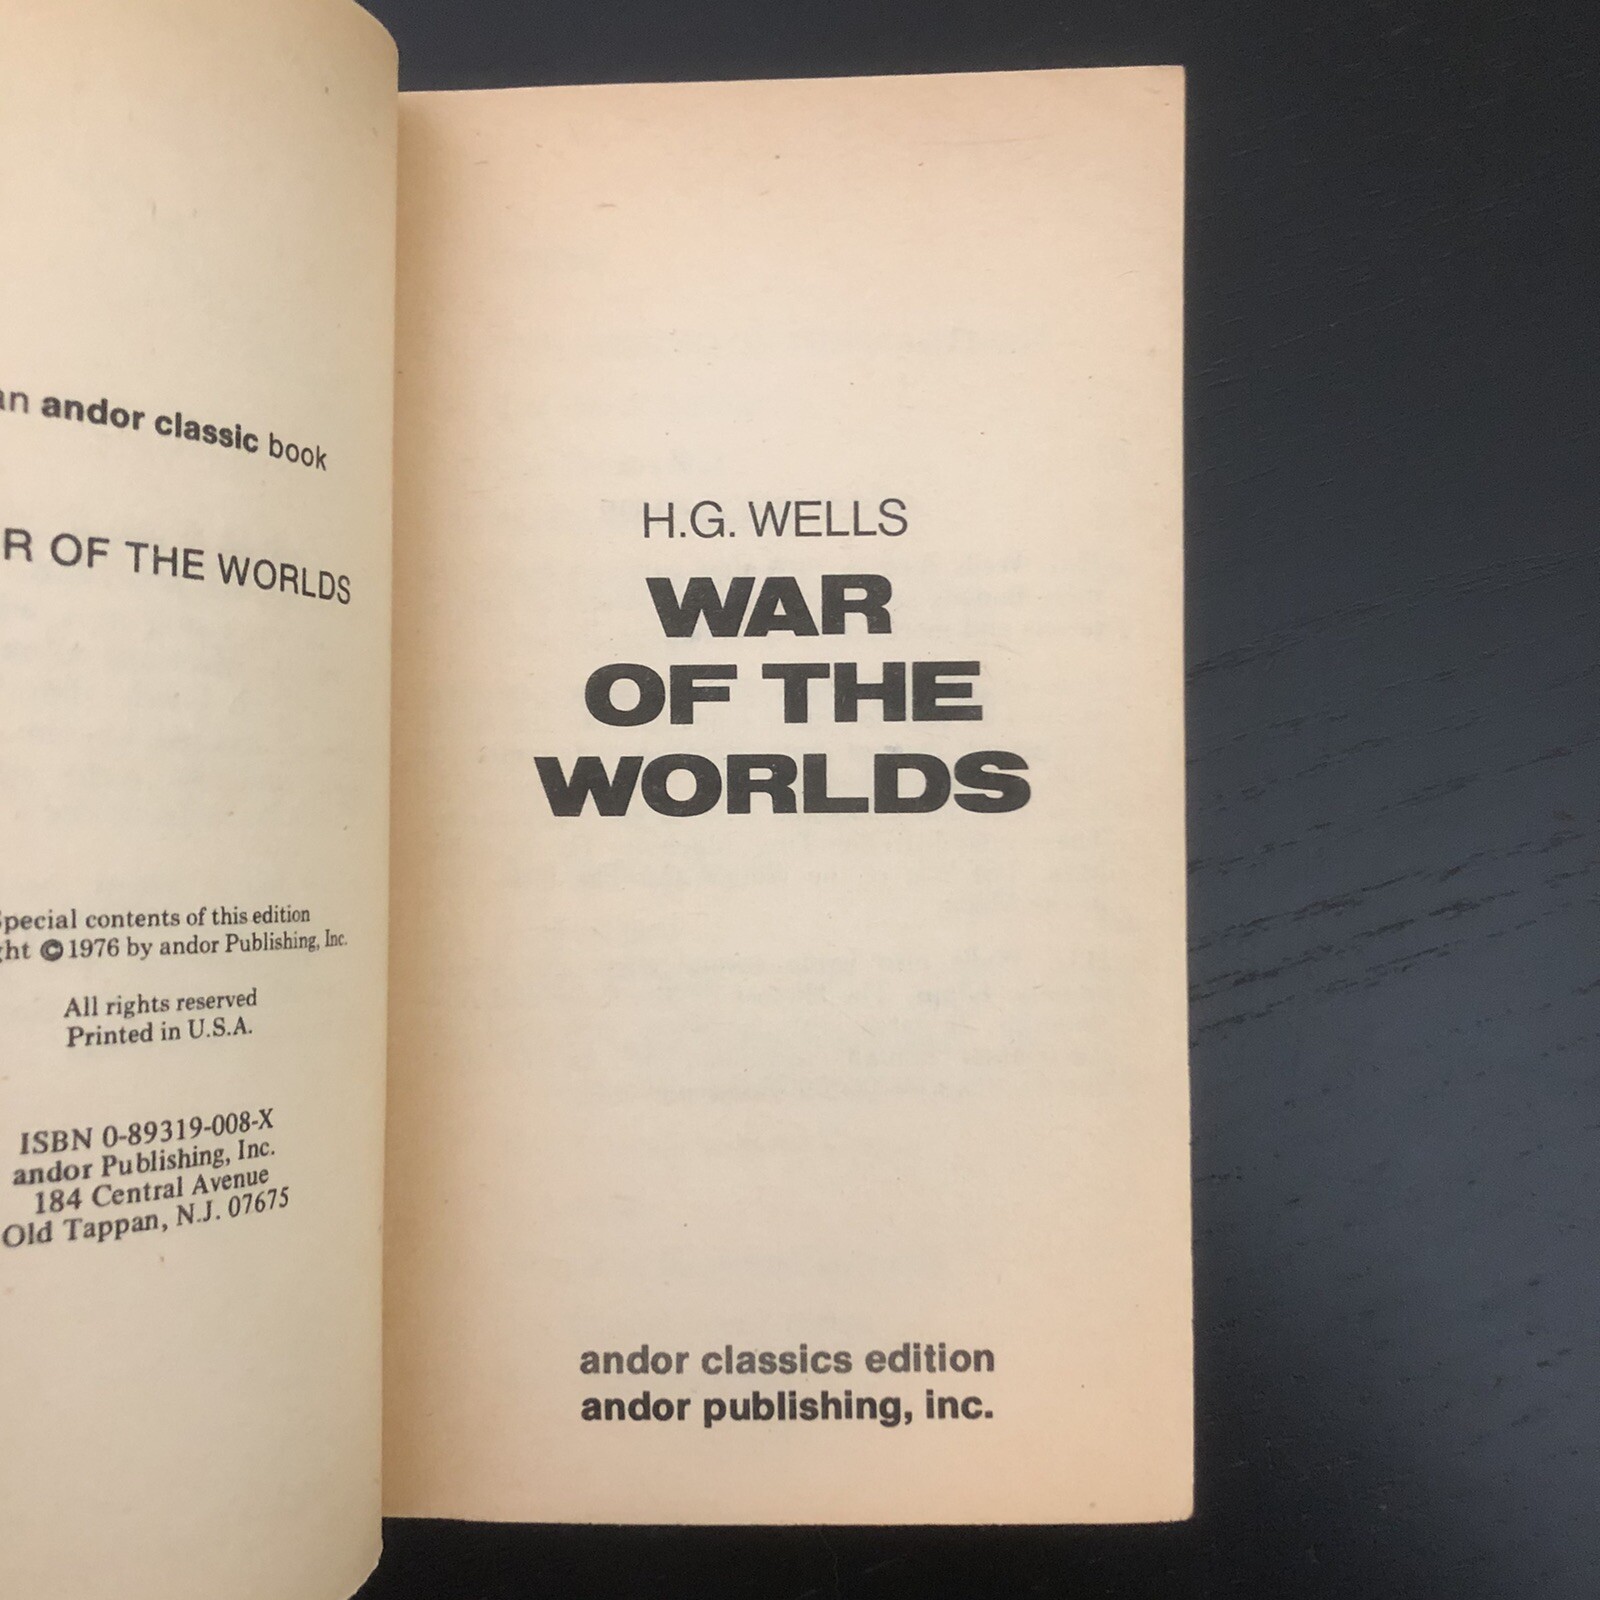 an andor classic book
R OF THE WORLDS
Special contents of this edition
ght © 1976 by andor Publishing, Inc.
All rights reserved
Printed in U.S.A.
ISBN 0-89319-008-X
andor Publishing, Inc.
184 Central Avenue
Old Tappan, N.J. 07675
H.G. WELLS
WAR
OF THE
WORLDS
andor classics edition
andor publishing, inc.